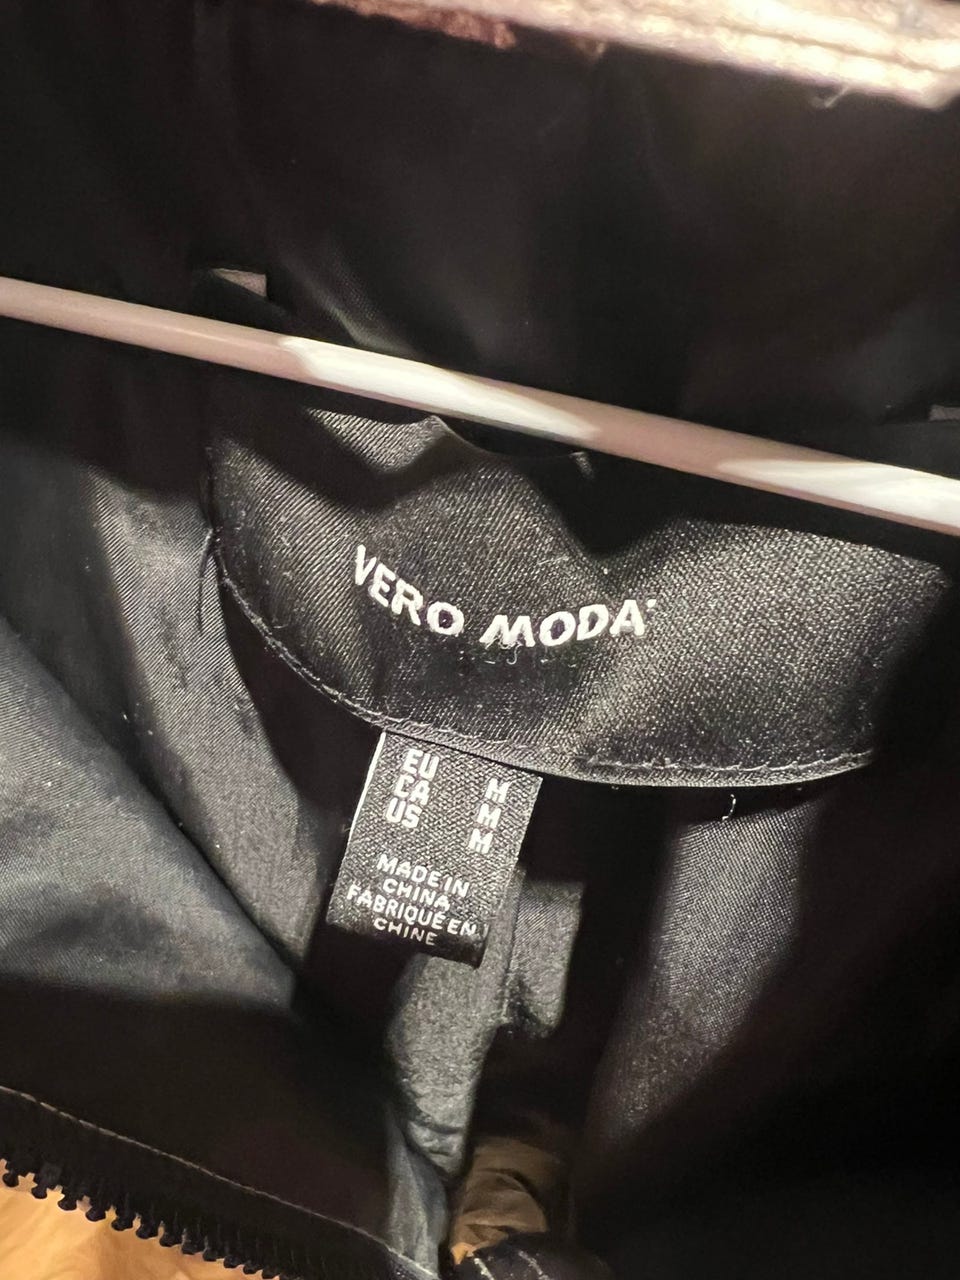 VERO MODA
EU M
CA M
US M
MADE IN
CHINA
FABRIQUÉ EN
CHINE